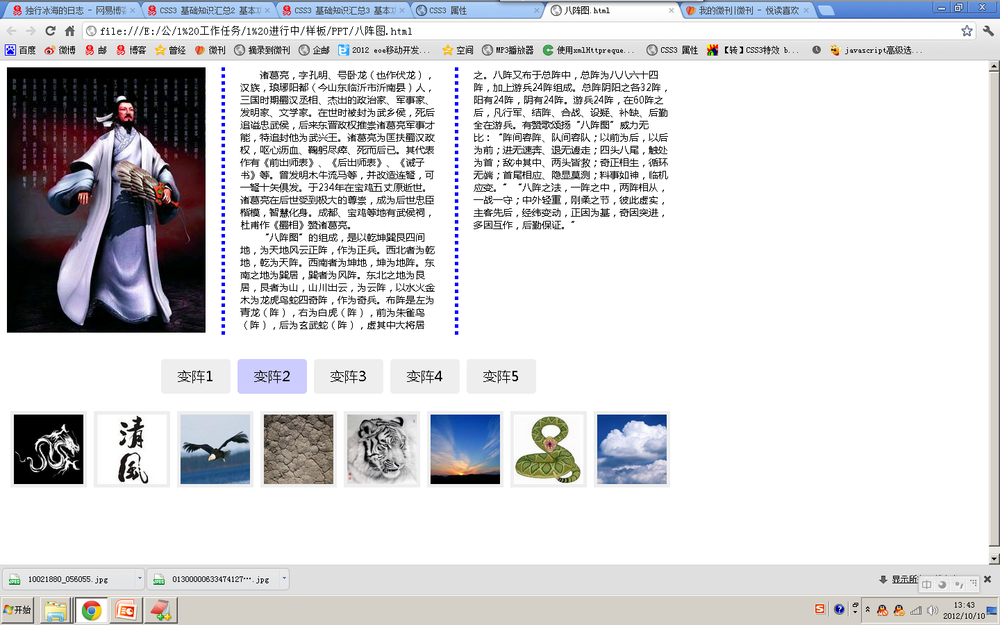 独行冰海的日志 - 网易博客
CSS3 基础知识汇总2 基本功
CSS3 基础知识汇总3 基本功
CSS3 属性
八阵图.html
我的微刊|微刊 - 悦读喜欢
file:///E:/公/1%20工作任务/1%20进行中/样板/PPT/八阵图.html
百度 微博 邮 博客 曾经 微刊 摘录到微刊 企邮 2012 eoe移动开发... 空间 MP3播放器 使用xmlHttpreque... CSS3 属性 【转】CSS3特效 b... javascript高级选...
诸葛亮，字孔明、号卧龙（也作伏龙），
汉族，琅琊阳都（今山东临沂市沂南县）人，
三国时期蜀汉丞相、杰出的政治家、军事家、
发明家、文学家。在世时被封为武乡侯，死后
追谥忠武侯，后来东晋政权推崇诸葛亮军事才
能，特追封他为武兴王。诸葛亮为匡扶蜀汉政
权，呕心沥血、鞠躬尽瘁、死而后已。其代表
作有《前出师表》、《后出师表》、《诫子
书》等。曾发明木牛流马等，并改造连弩，可
一弩十矢俱发。于234年在宝鸡五丈原逝世。
诸葛亮在后世受到极大的尊崇，成为后世忠臣
楷模，智慧化身。成都、宝鸡等地有武侯祠，
杜甫作《蜀相》赞诸葛亮。
“八阵图”的组成，是以乾坤巽艮四间
地，为天地风云正阵，作为正兵。西北者为乾
地，乾为天阵。西南者为坤地，坤为地阵。东
南之地为巽居，巽者为风阵。东北之地为艮
居，艮者为山，山川出云，为云阵，以水火金
木为龙虎鸟蛇四奇阵，作为奇兵。布阵是左为
青龙（阵），右为白虎（阵），前为朱雀鸟
（阵），后为玄武蛇（阵），虚其中大将居
之。八阵又布于总阵中，总阵为八八六十四
阵，加上游兵24阵组成。总阵阴阳之各32阵，
阳有24阵，阴有24阵。游兵24阵，在60阵之
后，凡行军、结阵、合战、设疑、补缺、后勤
全在游兵。有赞歌颂扬“八阵图”威力无
比：“阵间容阵、队间容队；以前为后，以后
为前；进无速奔、退无遽走；四头八尾，触处
为首；敌冲其中、两头皆救；奇正相生，循环
无端；首尾相应、隐显莫测；料事如神，临机
应变。”“八阵之法，一阵之中，两阵相从，
一战一守；中外轻重，刚柔之节，彼此虚实，
主客先后，经纬变动，正因为基，奇因突进，
多因互作，后勤保证。”
变阵1 变阵2 变阵3 变阵4 变阵5
清
風
10021880_056055.jpg
01300000633474127….jpg
显示所
开始
13:43
2012/10/10